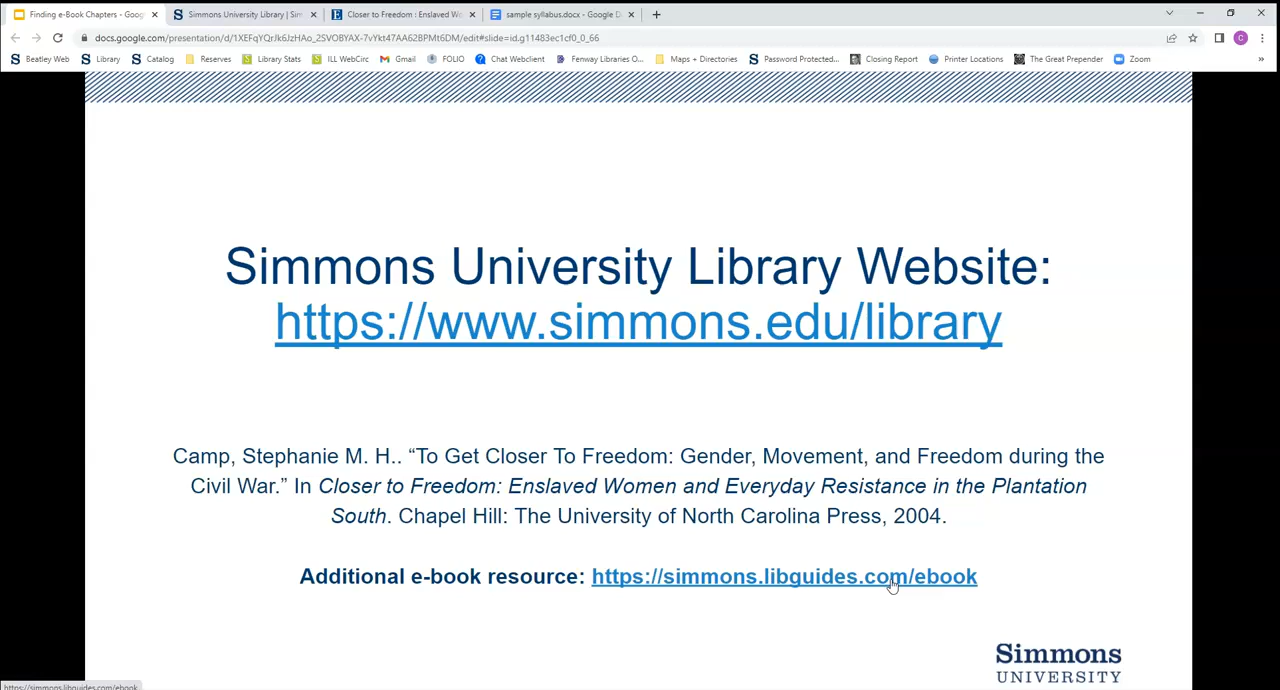 Finding e-Book Chapters - Goog
Simmons University Library | Sim
Closer to Freedom : Enslaved Wo
sample syllabus.docx - Google D
docs.google.com/presentation/d/1XEFqYQrJk6JzHAo_2SVOBYAX-7vYkt47AA62BPMt6DM/edit#slide=id.g11483ec1cf0_0_66
Beatley Web
Library
Catalog
Reserves
Library Stats
ILL WebCirc
Gmail
FOLIO
Chat Webclient
Fenway Libraries O...
Maps + Directories
Password Protected...
Closing Report
Printer Locations
The Great Prepender
Zoom
Simmons University Library Website:
https://www.simmons.edu/library
Camp, Stephanie M. H.. “To Get Closer To Freedom: Gender, Movement, and Freedom during the
Civil War.” In Closer to Freedom: Enslaved Women and Everyday Resistance in the Plantation
South. Chapel Hill: The University of North Carolina Press, 2004.
Additional e-book resource: https://simmons.libguides.com/ebook
Simmons
UNIVERSITY
https://simmons.libguides.com/ebook